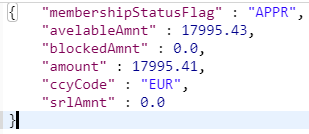 { "membershipStatusFlag" : "APPR",
"avelableAmnt" : 17995.43,
"blockedAmnt" : 0.0,
"amount" : 17995.41,
"ccyCode" : "EUR",
"srlAmnt" : 0.0
}